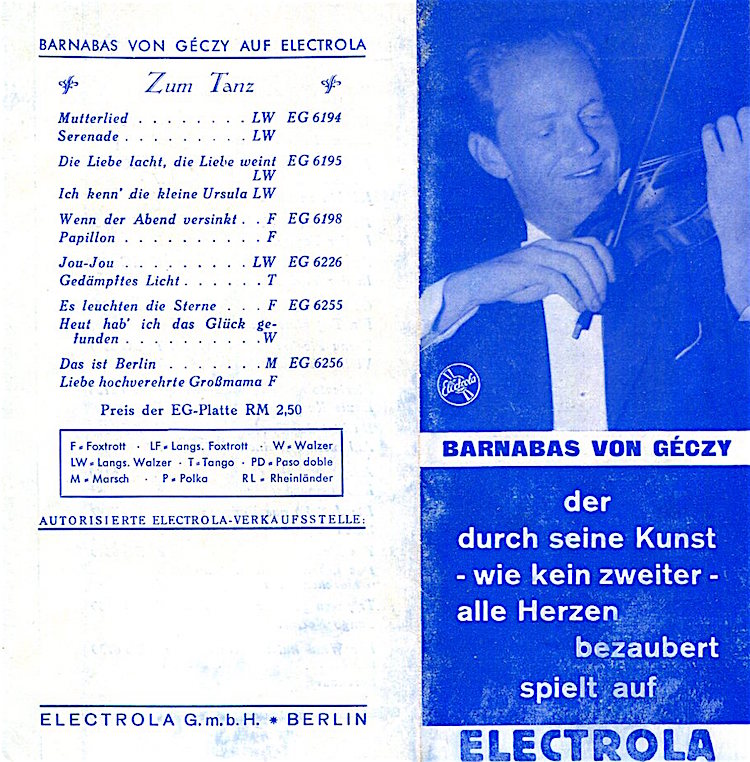 BARNABAS VON GÉCZY AUF ELECTROLA
Zum Tanz
Mutterlied . . . . . . . . LW EG 6194
Serenade . . . . . . . . . LW
Die Liebe lacht, die Liebe weint EG 6195
LW
Ich kenn' die kleine Ursula LW
Wenn der Abend versinkt . . F EG 6198
Papillon . . . . . . . . . . F
Jou-Jou . . . . . . . . . LW EG 6226
Gedämpftes Licht . . . . . . T
Es leuchten die Sterne . . . F EG 6255
Heut hab' ich das Glück ge-
funden . . . . . . . . . . W
Das ist Berlin . . . . . . . M EG 6256
Liebe hochverehrte Großmama F
Preis der EG-Platte RM 2,50
F = Foxtrott · LF = Langs. Foxtrott · W = Walzer
LW = Langs. Walzer · T = Tango · PD = Paso doble
M = Marsch · P = Polka RL = Rheinländer
AUTORISIERTE ELECTROLA-VERKAUFSSTELLE:
ELECTROLA G.m.b.H. * BERLIN
Electrola
BARNABAS VON GÉCZY
der
durch seine Kunst
- wie kein zweiter -
alle Herzen
bezaubert
spielt auf
ELECTROLA